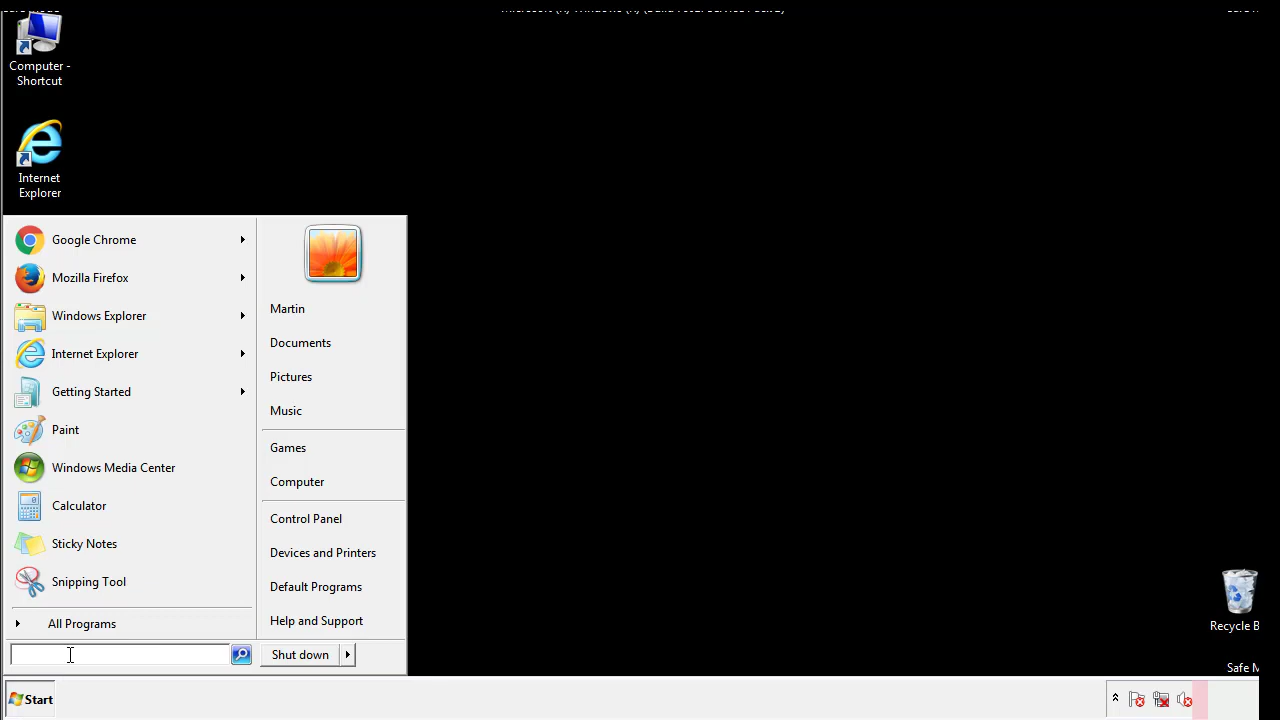 Computer -
Shortcut
Internet
Explorer
Google Chrome
Mozilla Firefox
Windows Explorer
Internet Explorer
Getting Started
Paint
Windows Media Center
Calculator
Sticky Notes
Snipping Tool
All Programs
Martin
Documents
Pictures
Music
Games
Computer
Control Panel
Devices and Printers
Default Programs
Help and Support
Shut down
Recycle B
Safe M
Start